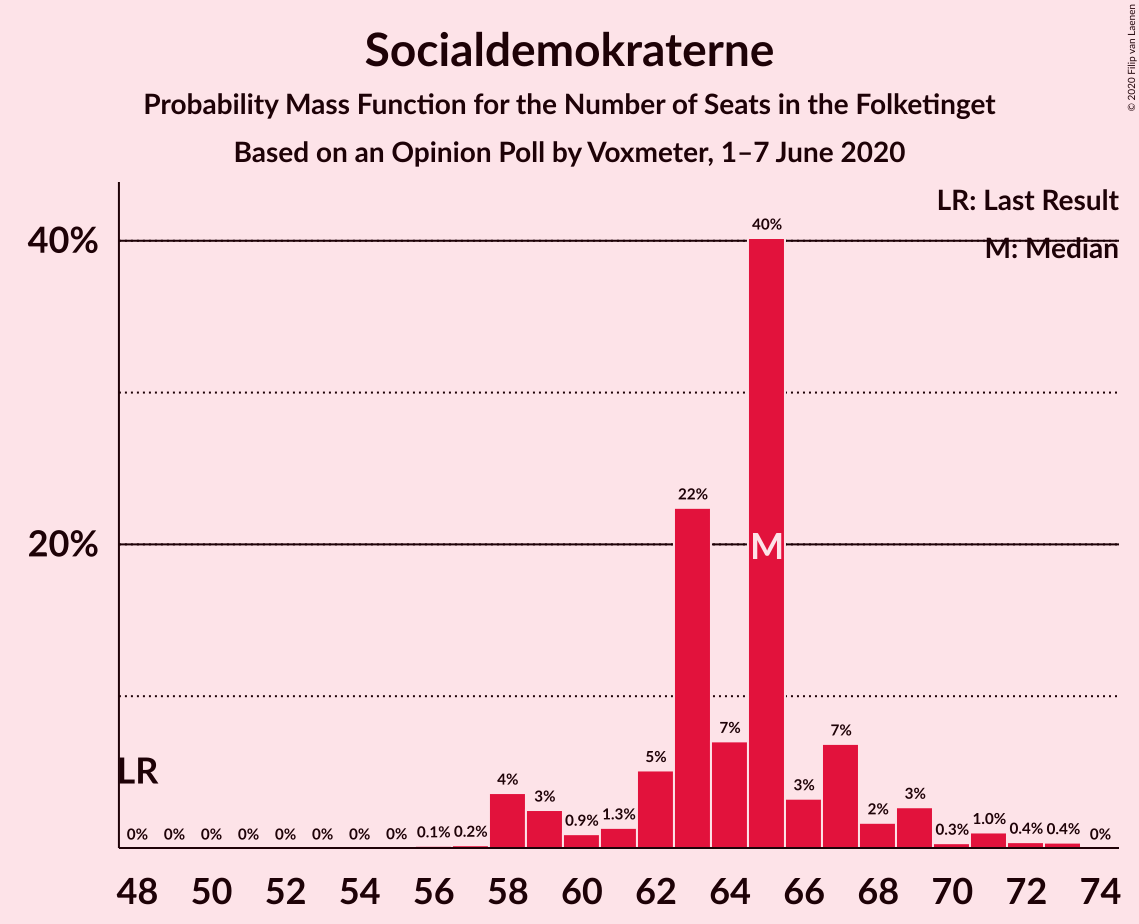 Socialdemokraterne
Probability Mass Function for the Number of Seats in the Folketinget
Based on an Opinion Poll by Voxmeter, 1–7 June 2020
© 2020 Filip van Laenen
LR: Last Result
M: Median
40%
20%
LR
M
0% 0% 0% 0% 0% 0% 0% 0% 0.1% 0.2% 4% 3% 0.9% 1.3% 5% 22% 7% 40% 3% 7% 2% 3% 0.3% 1.0% 0.4% 0.4% 0%
48 50 52 54 56 58 60 62 64 66 68 70 72 74